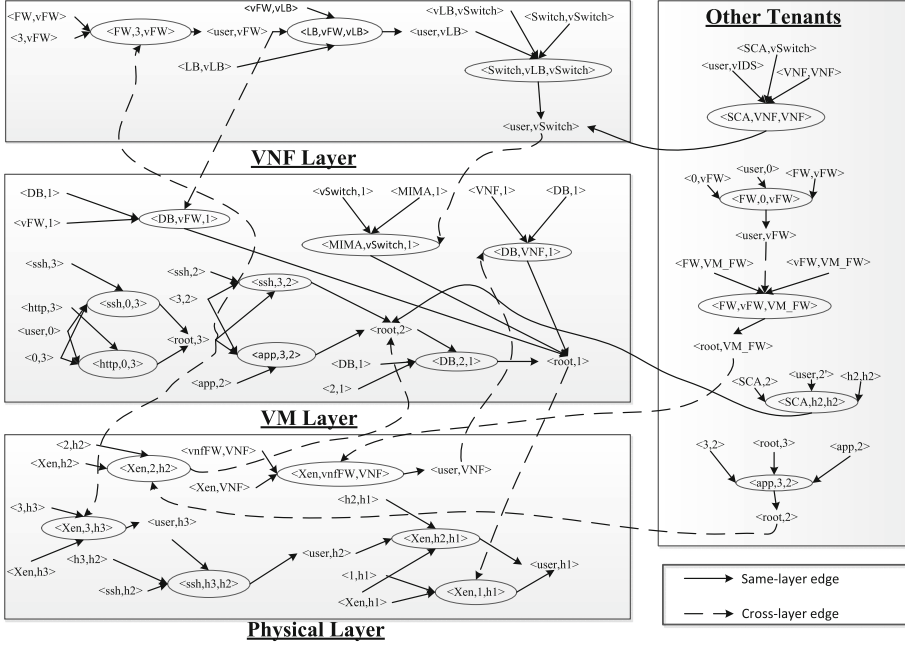 <FW,vFW>
<3,vFW>
<FW,3,vFW>
<user,vFW>
<vFW,vLB>
<LB,vFW,vLB>
<LB,vLB>
<user,vLB>
<vLB,vSwitch>
<Switch,vSwitch>
<Switch,vLB,vSwitch>
<user,vSwitch>
VNF Layer
<DB,1>
<vFW,1>
<DB,vFW,1>
<vSwitch,1>
<MIMA,1>
<MIMA,vSwitch,1>
<VNF,1>
<DB,1>
<DB,VNF,1>
<ssh,3>
<http,3>
<user,0>
<0,3>
<ssh,0,3>
<http,0,3>
<root,3>
<ssh,2>
<3,2>
<app,2>
<ssh,3,2>
<app,3,2>
<root,2>
<DB,1>
<2,1>
<DB,2,1>
<root,1>
VM Layer
<2,h2>
<Xen,h2>
<Xen,2,h2>
<vnfFW,VNF>
<Xen,VNF>
<Xen,vnfFW,VNF>
<user,VNF>
<3,h3>
<Xen,h3>
<Xen,3,h3>
<user,h3>
<h3,h2>
<ssh,h2>
<ssh,h3,h2>
<user,h2>
<h2,h1>
<Xen,h2,h1>
<1,h1>
<Xen,h1>
<Xen,1,h1>
<user,h1>
Physical Layer
Other Tenants
<SCA,vSwitch>
<user,vIDS>
<VNF,VNF>
<SCA,VNF,VNF>
<user,0>
<0,vFW>
<FW,vFW>
<FW,0,vFW>
<user,vFW>
<FW,VM_FW>
<vFW,VM_FW>
<FW,vFW,VM_FW>
<root,VM_FW>
<SCA,2>
<user,2'>
<h2,h2>
<SCA,h2,h2>
<3,2>
<root,3>
<app,2>
<app,3,2>
<root,2>
Same-layer edge
Cross-layer edge